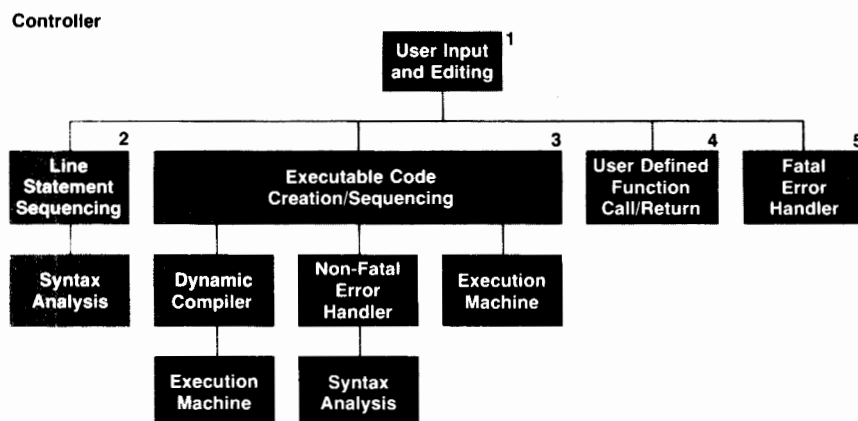 Controller
User Input
and Editing
1
2
Line
Statement
Sequencing
3
Executable Code
Creation/Sequencing
4
User Defined
Function
Call/Return
5
Fatal
Error
Handler
Syntax
Analysis
Dynamic
Compiler
Non-Fatal
Error
Handler
Execution
Machine
Execution
Machine
Syntax
Analysis